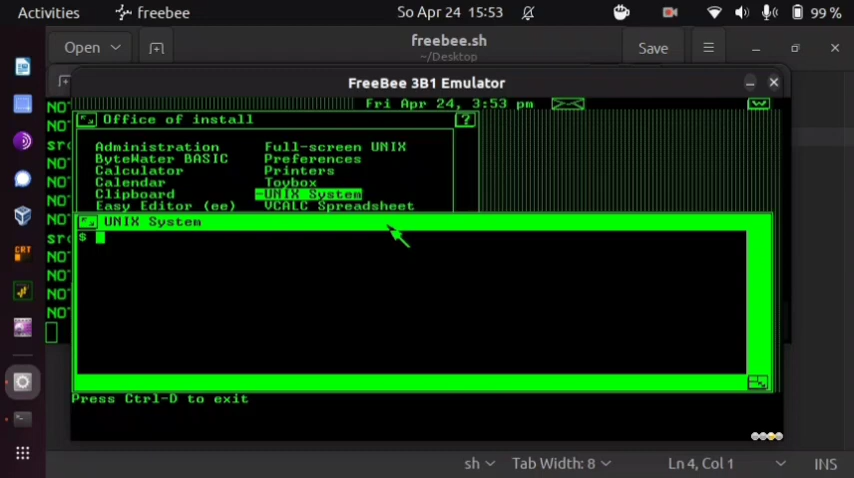 Activities freebee So Apr 24 15:53 99 %
Open freebee.sh Save
~/Desktop
FreeBee 3B1 Emulator
Fri Apr 24, 3:53 pm
Office of install ?
Administration Full-screen UNIX
ByteWater BASIC Preferences
Calculator Printers
Calendar Toybox
Clipboard UNIX System
Easy Editor (ee) VCALC Spreadsheet
UNIX System
$
Press Ctrl-D to exit
sh Tab Width: 8 Ln 4, Col 1 INS